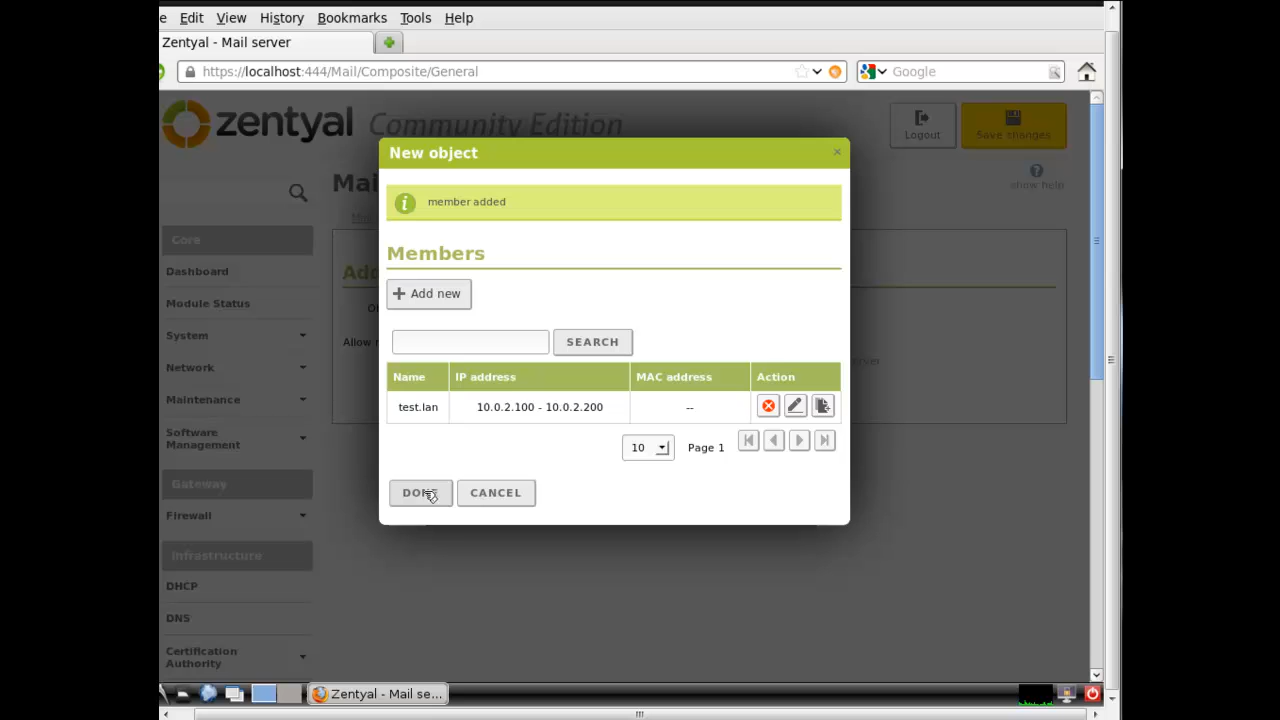 Edit View History Bookmarks Tools Help
Zentyal - Mail server
https://localhost:444/Mail/Composite/General
Google
zentyal Community Edition
Logout
Save changes
show help
New object
×
member added
Members
+ Add new
SEARCH
Name IP address MAC address Action
test.lan 10.0.2.100 - 10.0.2.200 --
10 Page 1
DONE CANCEL
Core
Dashboard
Module Status
System
Network
Maintenance
Software
Management
Gateway
Firewall
Infrastructure
DHCP
DNS
Certification
Authority
Zentyal - Mail se...